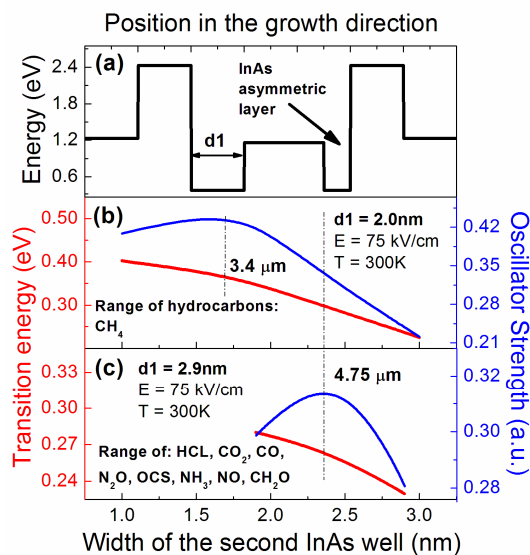 Position in the growth direction
Energy (eV)
2.4
1.2
0.6
(a)
InAs
asymmetric
layer
d1
Transition energy (eV)
0.50
0.40
0.30
(b)
d1 = 2.0nm
E = 75 kV/cm
T = 300K
3.4 μm
Range of hydrocarbons:
CH4
0.42
0.35
0.28
0.21
Oscillator Strength (a.u.)
0.33
0.30
0.27
0.24
(c)
d1 = 2.9nm
E = 75 kV/cm
T = 300K
4.75 μm
Range of: HCL, CO2, CO,
N2O, OCS, NH3, NO, CH2O
0.32
0.30
0.28
1.0 1.5 2.0 2.5 3.0
Width of the second InAs well (nm)